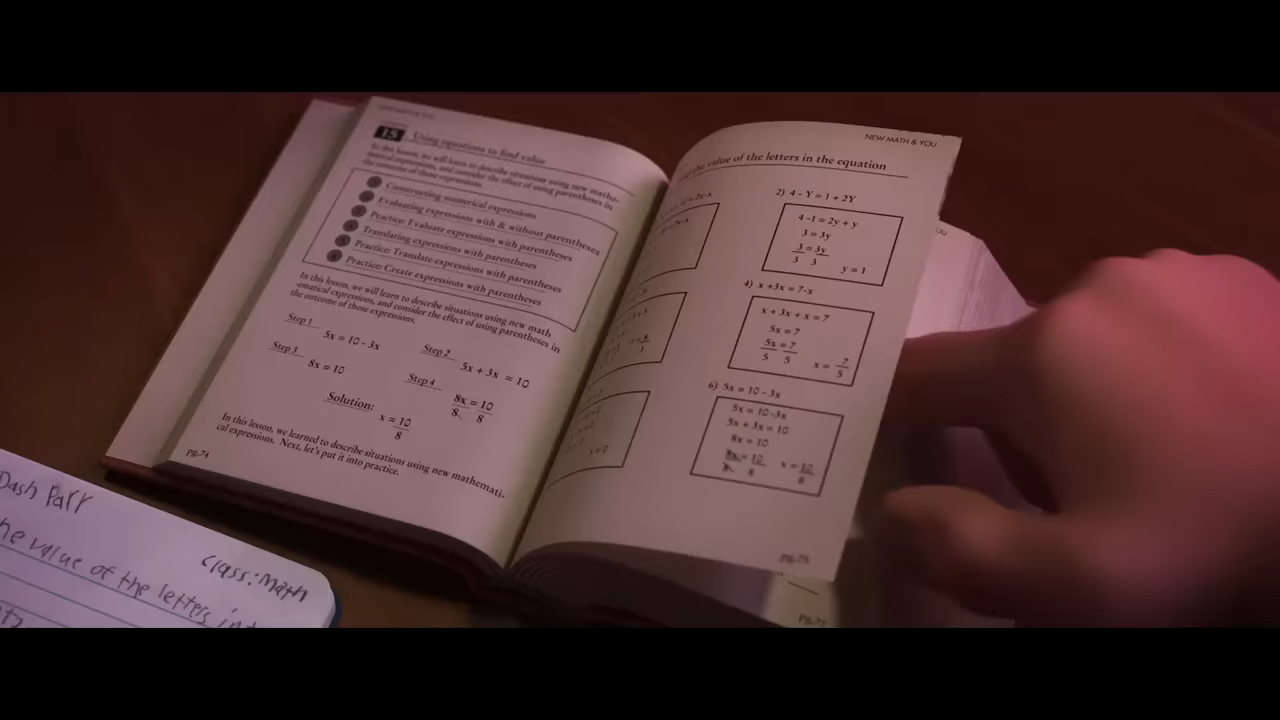 15 Using equations to find value
In this lesson, we will learn to describe situations using new mathe-
matical expressions, and consider the effect of using parentheses in
the outcome of those expressions.
Constructing numerical expressions
Evaluating expressions with & without parentheses
Practice: Evaluate expressions with parentheses
Translating expressions with parentheses
Practice: Translate expressions with parentheses
Practice: Create expressions with parentheses
In this lesson, we will learn to describe situations using new math
-ematical expressions, and consider the effect of using parentheses in
the outcome of those expressions.
Step 1
5x = 10 - 3x
Step 2
5x + 3x = 10
Step 3
8x = 10
Step 4
8x = 10
8 8
Solution:
x = 10
8
In this lesson, we learned to describe situations using new mathemati-
cal expressions. Next, let's put it into practice.
pg.74
NEW MATH & YOU
the value of the letters in the equation
2) 4 - Y = 1 + 2Y
4 -1 = 2y + y
3 = 3y
3 = 3y
3 3
y = 1
4) x +3x = 7-x
x + 3x + x = 7
5x = 7
5x = 7
5 5
x = 7
5
6) 5x = 10 - 3x
5x = 10-3x
5x + 3x = 10
8x = 10
8x = 10
8 8
x = 10
8
pg.75
Dash Parr
Class: Math
he value of the letters in t